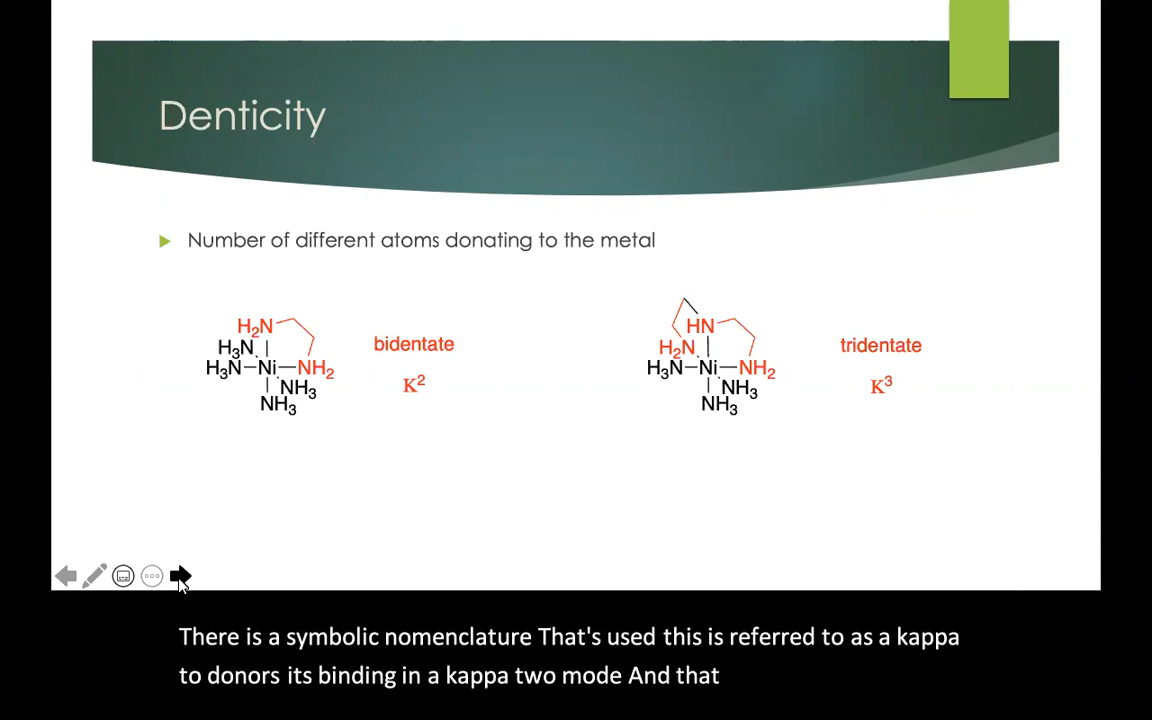 Denticity
Number of different atoms donating to the metal
H2N
H3N
H3N Ni NH2
NH3
NH3
bidentate
K2
HN
H2N
H3N Ni NH2
NH3
NH3
tridentate
K3
There is a symbolic nomenclature That's used this is referred to as a kappa
to donors its binding in a kappa two mode And that